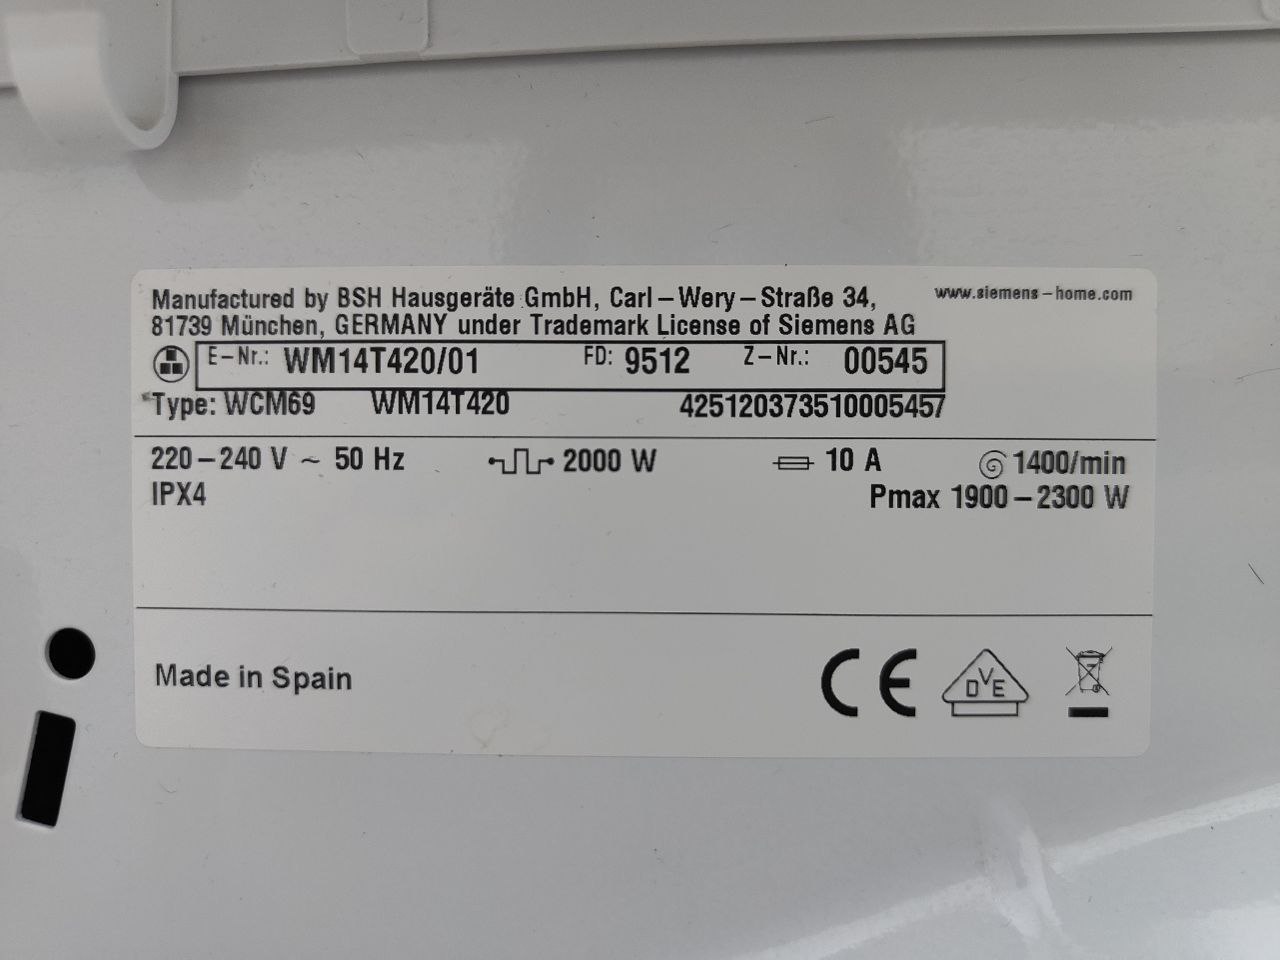 Manufactured by BSH Hausgeräte GmbH, Carl-Wery-Straße 34, www.siemens-home.com
81739 München, GERMANY under Trademark License of Siemens AG
E-Nr.: WM14T420/01 FD: 9512 Z-Nr.: 00545
Type: WCM69 WM14T420 425120373510005457
220-240 V ~ 50 Hz 2000 W 10 A 1400/min
IPX4 Pmax 1900-2300 W
Made in Spain CE DVE